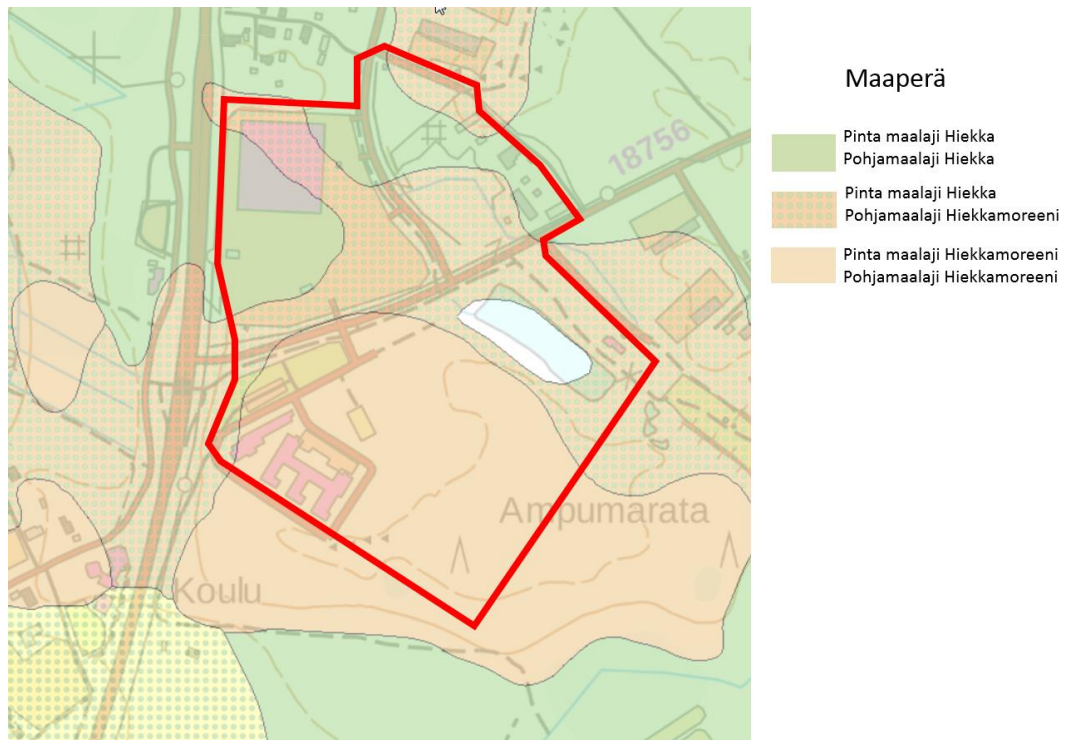 Maaperä
Pinta maalaji Hiekka
Pohjamaalaji Hiekka
Pinta maalaji Hiekka
Pohjamaalaji Hiekkamoreeni
Pinta maalaji Hiekkamoreeni
Pohjamaalaji Hiekkamoreeni
18756
Ampumarata
Koulu